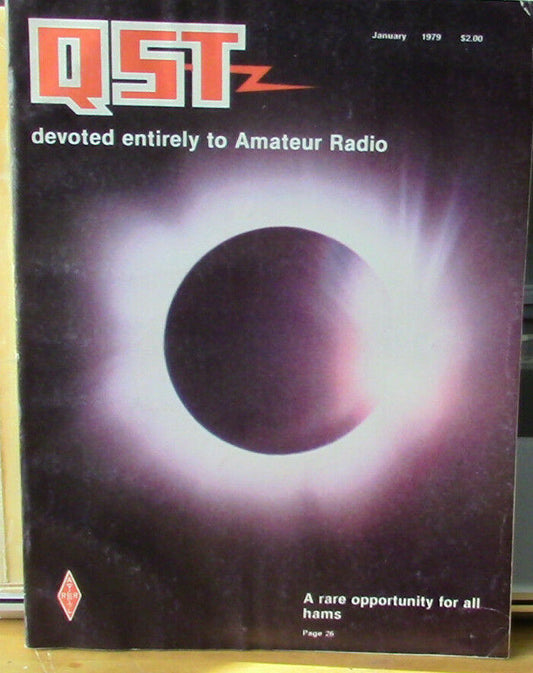 QST
January 1979 $2.00
devoted entirely to Amateur Radio
A rare opportunity for all
hams
Page 26